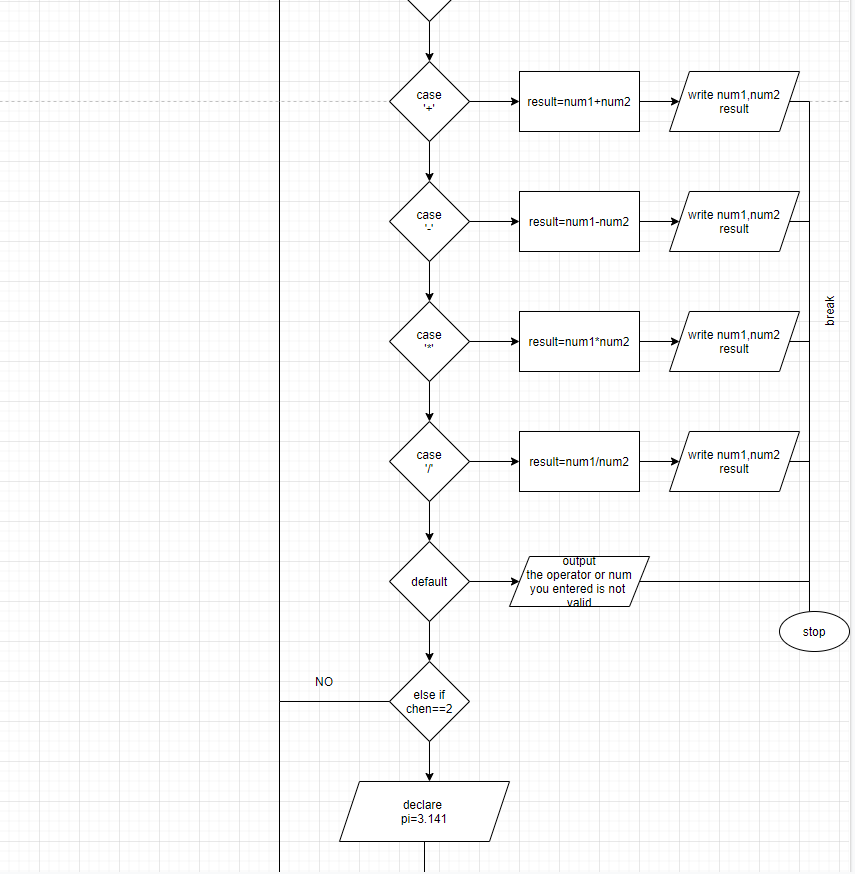 case
'+'
result=num1+num2
write num1,num2
result
case
'-'
result=num1-num2
write num1,num2
result
break
case
'*'
result=num1*num2
write num1,num2
result
case
'/'
result=num1/num2
write num1,num2
result
default
output
the operator or num
you entered is not
valid
stop
NO
else if
chen==2
declare
pi=3.141